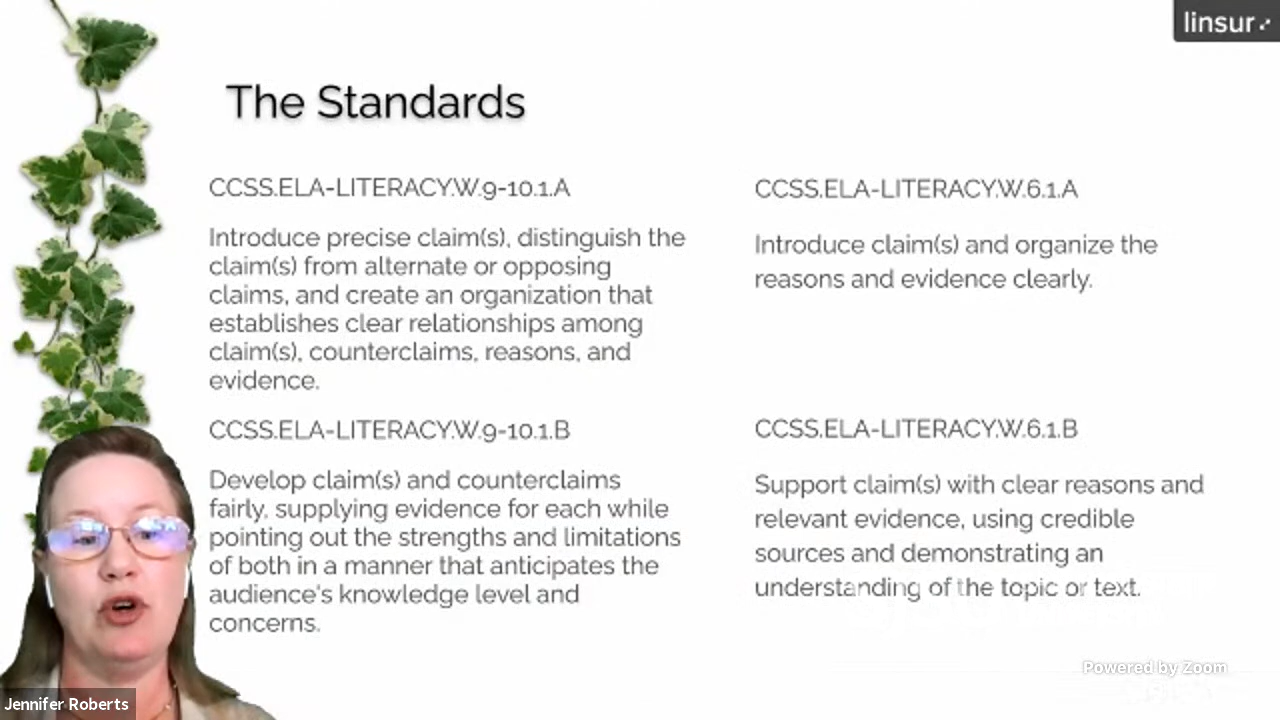 linsur
The Standards
CCSS.ELA-LITERACY.W.9-10.1.A
Introduce precise claim(s), distinguish the
claim(s) from alternate or opposing
claims, and create an organization that
establishes clear relationships among
claim(s), counterclaims, reasons, and
evidence.
CCSS.ELA-LITERACY.W.9-10.1.B
Develop claim(s) and counterclaims
fairly, supplying evidence for each while
pointing out the strengths and limitations
of both in a manner that anticipates the
audience's knowledge level and
concerns.
CCSS.ELA-LITERACY.W.6.1.A
Introduce claim(s) and organize the
reasons and evidence clearly.
CCSS.ELA-LITERACY.W.6.1.B
Support claim(s) with clear reasons and
relevant evidence, using credible
sources and demonstrating an
understanding of the topic or text.
Powered by Zoom
Jennifer Roberts